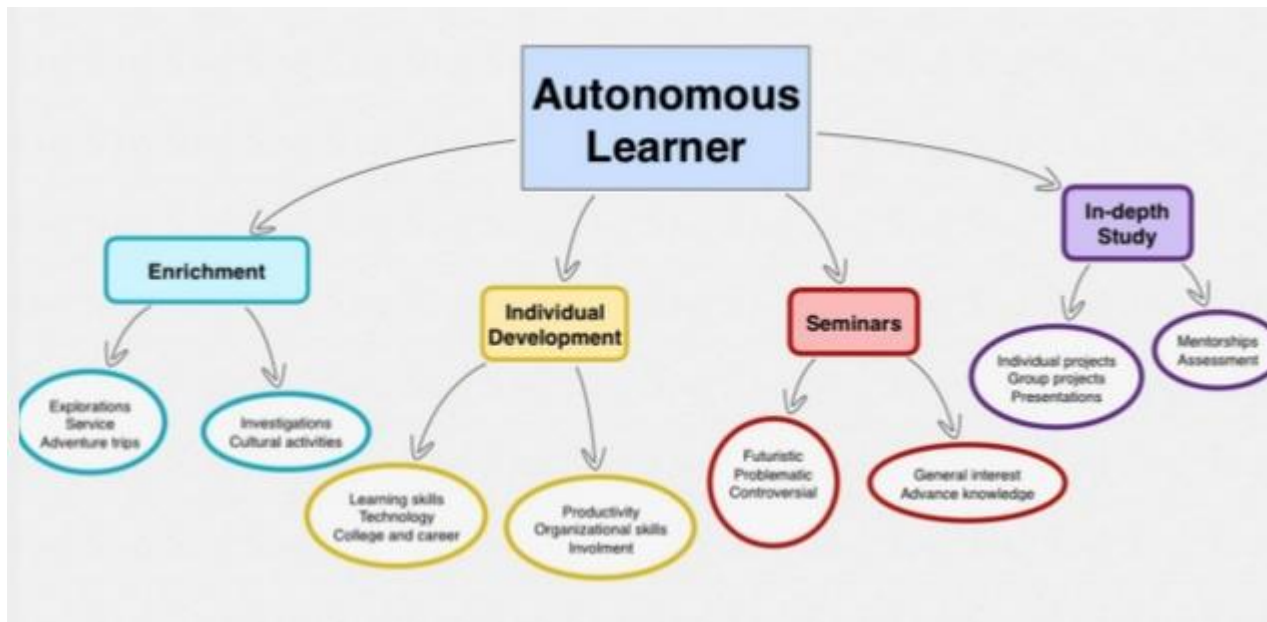 Autonomous
Learner
Enrichment
Explorations
Service
Adventure trips
Investigations
Cultural activities
Individual
Development
Learning skills
Technology
College and career
Productivity
Organizational skills
Involment
Seminars
Futuristic
Problematic
Controversial
General interest
Advance knowledge
In-depth
Study
Individual projects
Group projects
Presentations
Mentorships
Assessment